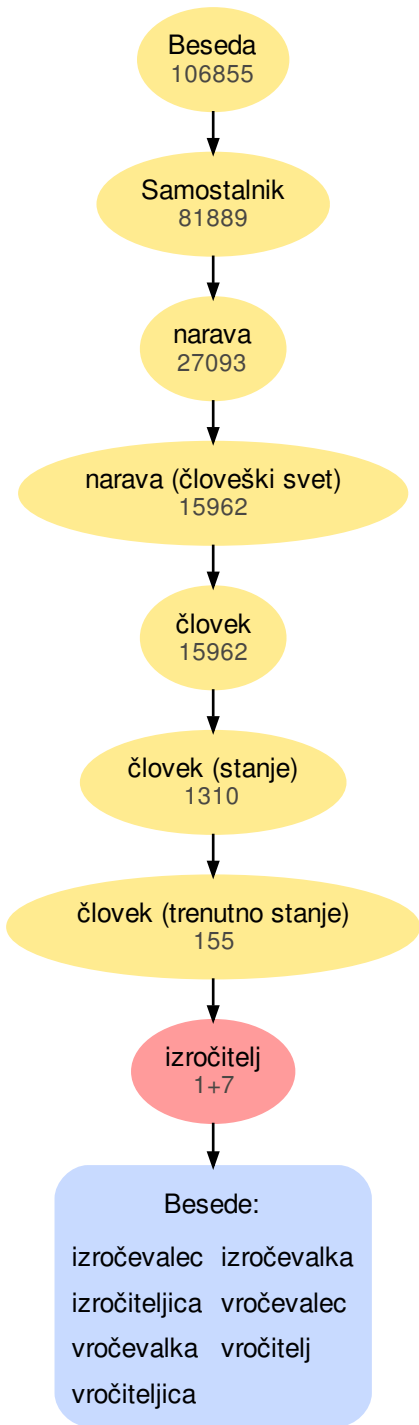 Beseda
106855
Samostalnik
81889
narava
27093
narava (človeški svet)
15962
človek
15962
človek (stanje)
1310
človek (trenutno stanje)
155
izročitelj
1+7
Besede:
izročevalec izročevalka
izročiteljica vročevalec
vročevalka vročitelj
vročiteljica